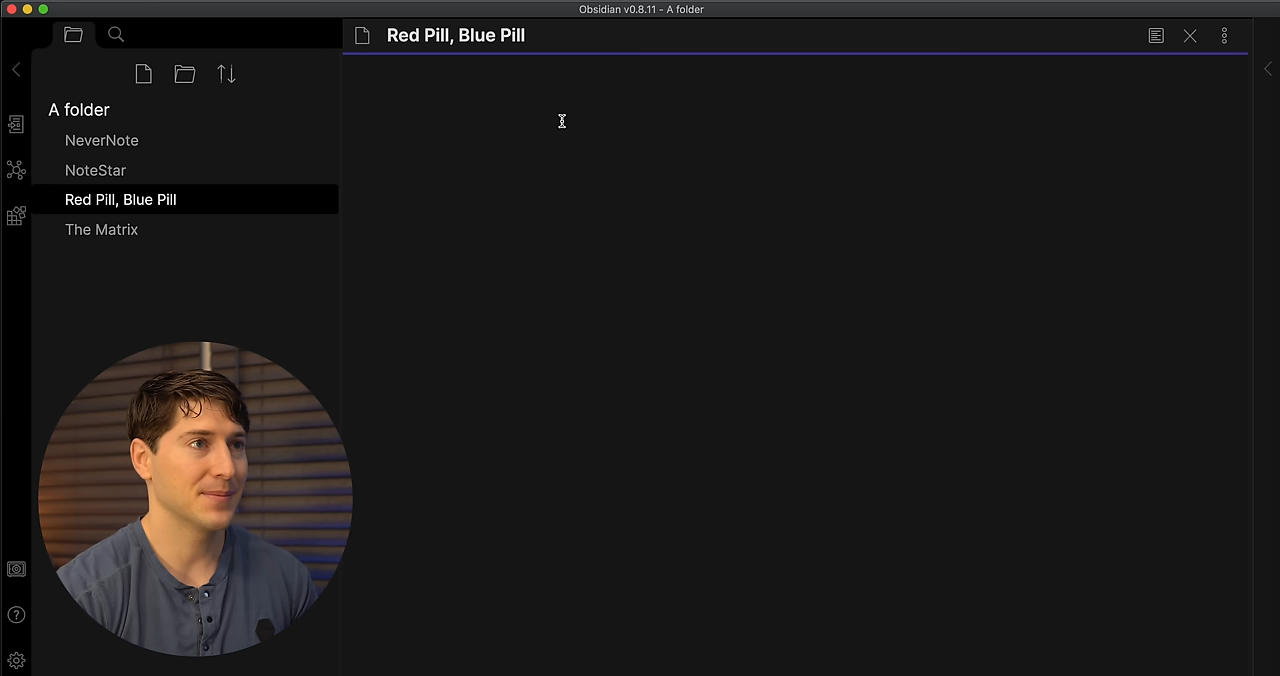 Obsidian v0.8.11 - A folder
Red Pill, Blue Pill
A folder
NeverNote
NoteStar
Red Pill, Blue Pill
The Matrix